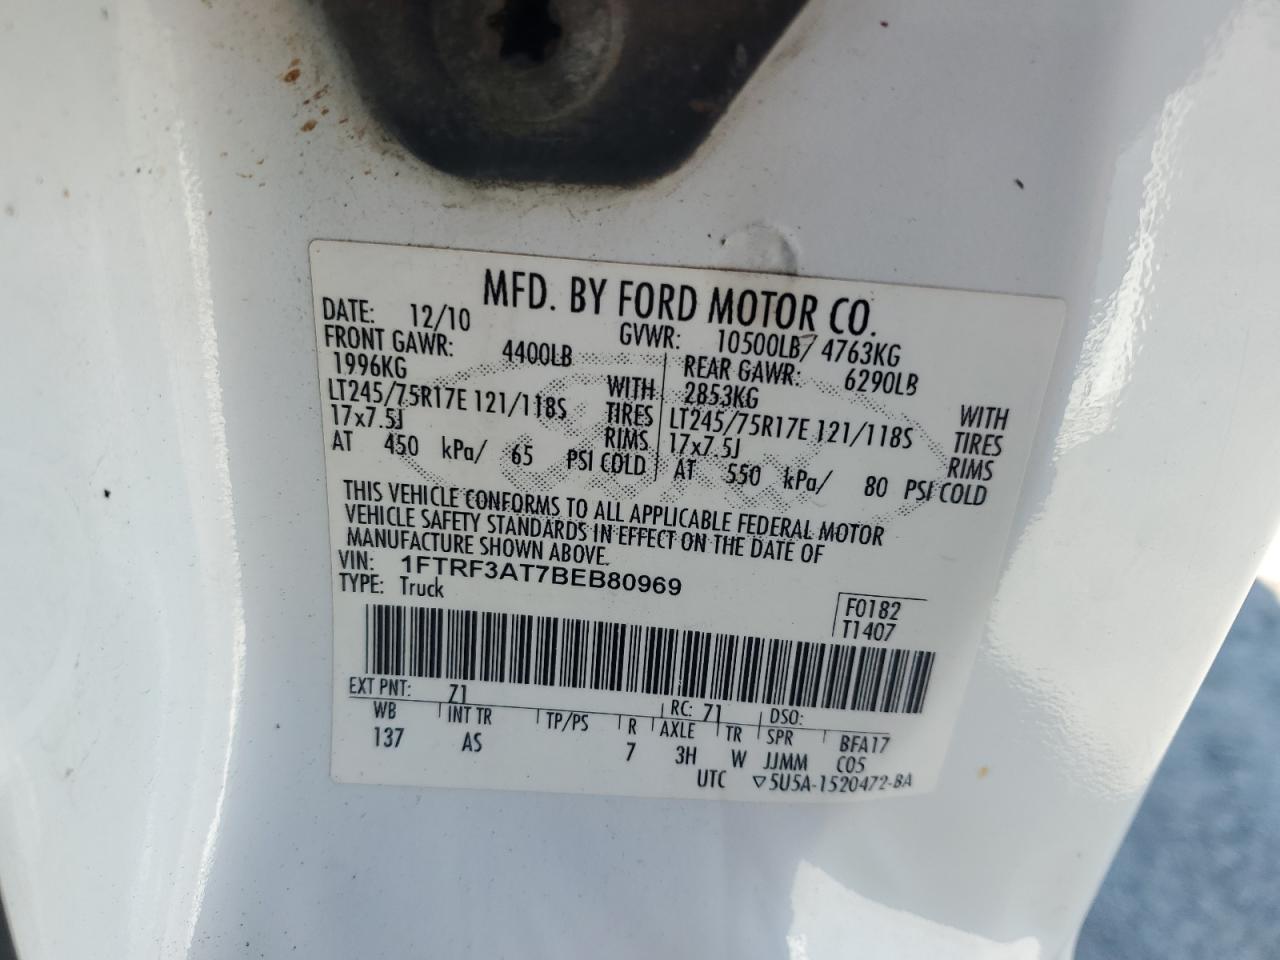 MFD. BY FORD MOTOR CO.
DATE: 12/10 GVWR: 10500LB/ 4763KG
FRONT GAWR: 4400LB REAR GAWR: 6290LB
1996KG WITH 2853KG WITH
LT245/75R17E 121/118S TIRES LT245/75R17E 121/118S TIRES
17x7.5J RIMS 17x7.5J RIMS
AT 450 kPa/ 65 PSI COLD AT 550 kPa/ 80 PSI COLD
THIS VEHICLE CONFORMS TO ALL APPLICABLE FEDERAL MOTOR
VEHICLE SAFETY STANDARDS IN EFFECT ON THE DATE OF
MANUFACTURE SHOWN ABOVE.
VIN: 1FTRF3AT7BEB80969
TYPE: Truck
F0182
T1407
EXT PNT: Z1 RC: 71 DSO:
WB INT TR TP/PS R AXLE TR SPR BFA17
137 AS 7 3H W JJMM C05
UTC ▽5U5A-1520472-BA